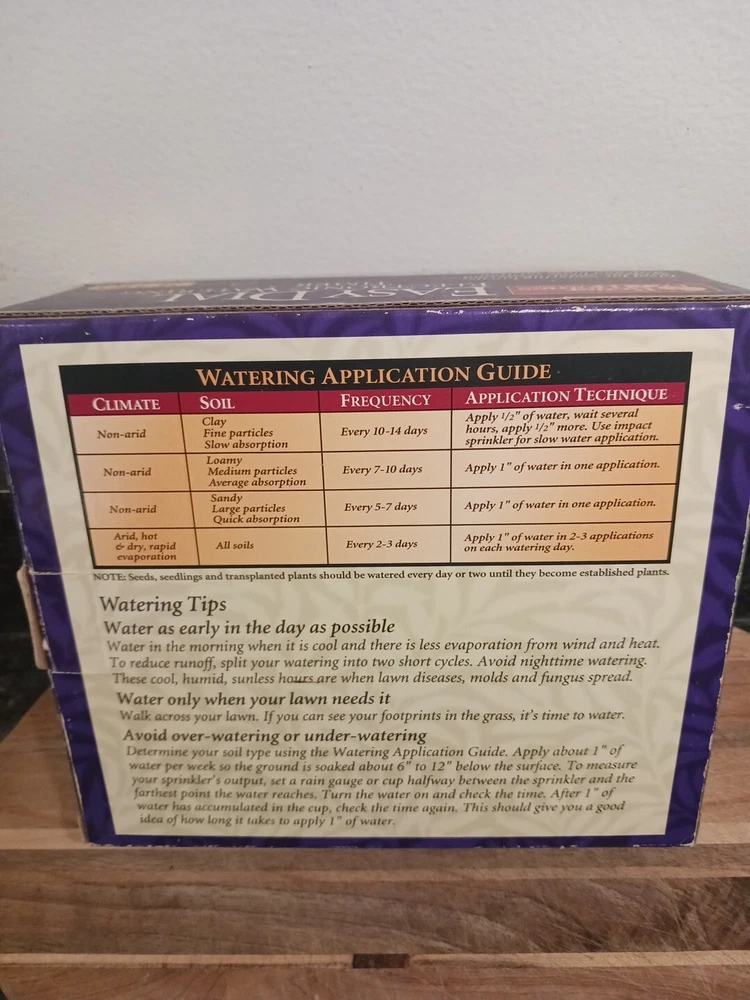 EASY DIAL
WATERING APPLICATION GUIDE
CLIMATE SOIL FREQUENCY APPLICATION TECHNIQUE
Non-arid
Clay
Fine particles
Slow absorption
Every 10-14 days
Apply 1/2" of water, wait several
hours, apply 1/2" more. Use impact
sprinkler for slow water application.
Non-arid
Loamy
Medium particles
Average absorption
Every 7-10 days
Apply 1" of water in one application.
Non-arid
Sandy
Large particles
Quick absorption
Every 5-7 days
Apply 1" of water in one application.
Arid, hot
& dry, rapid
evaporation
All soils
Every 2-3 days
Apply 1" of water in 2-3 applications
on each watering day.
NOTE: Seeds, seedlings and transplanted plants should be watered every day or two until they become established plants.
Watering Tips
Water as early in the day as possible
Water in the morning when it is cool and there is less evaporation from wind and heat.
To reduce runoff, split your watering into two short cycles. Avoid nighttime watering.
These cool, humid, sunless hours are when lawn diseases, molds and fungus spread.
Water only when your lawn needs it
Walk across your lawn. If you can see your footprints in the grass, it's time to water.
Avoid over-watering or under-watering
Determine your soil type using the Watering Application Guide. Apply about 1" of
water per week so the ground is soaked about 6" to 12" below the surface. To measure
your sprinkler's output, set a rain gauge or cup halfway between the sprinkler and the
farthest point the water reaches. Turn the water on and check the time. After 1" of
water has accumulated in the cup, check the time again. This should give you a good
idea of how long it takes to apply 1" of water.